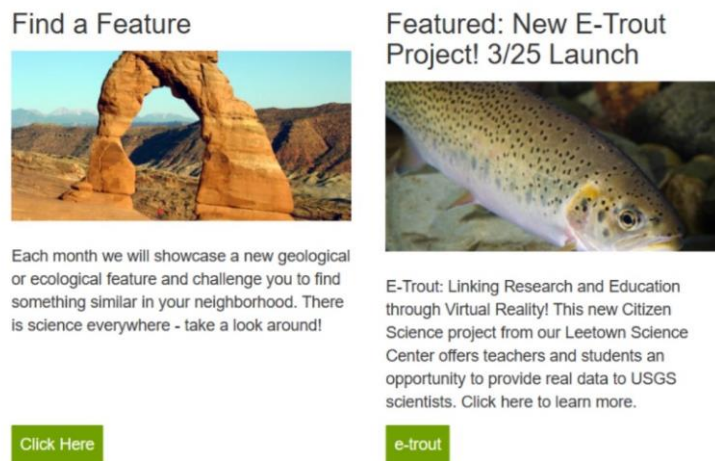 Find a Feature
Each month we will showcase a new geological
or ecological feature and challenge you to find
something similar in your neighborhood. There
is science everywhere - take a look around!
Click Here
Featured: New E-Trout
Project! 3/25 Launch
E-Trout: Linking Research and Education
through Virtual Reality! This new Citizen
Science project from our Leetown Science
Center offers teachers and students an
opportunity to provide real data to USGS
scientists. Click here to learn more.
e-trout